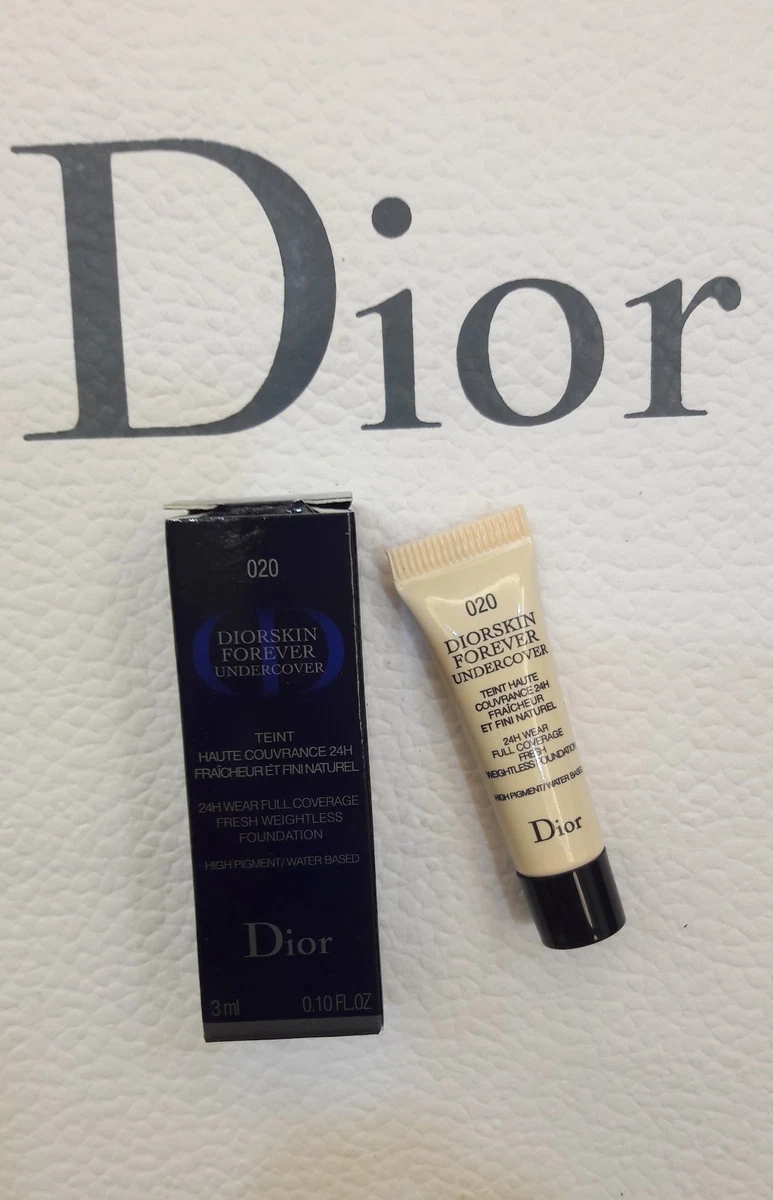 Dior
020
DIORSKIN
FOREVER
UNDERCOVER
TEINT
HAUTE COUVRANCE 24H
FRAÎCHEUR ET FINI NATUREL
24H WEAR FULL COVERAGE
FRESH WEIGHTLESS
FOUNDATION
HIGH PIGMENT/WATER BASED
Dior
3 ml 0.10 FL.OZ
020
DIORSKIN
FOREVER
UNDERCOVER
TEINT HAUTE
COUVRANCE 24H
FRAÎCHEUR
ET FINI NATUREL
24H WEAR
FULL COVERAGE
FRESH
WEIGHTLESS FOUNDATION
HIGH PIGMENT/WATER BASED
Dior